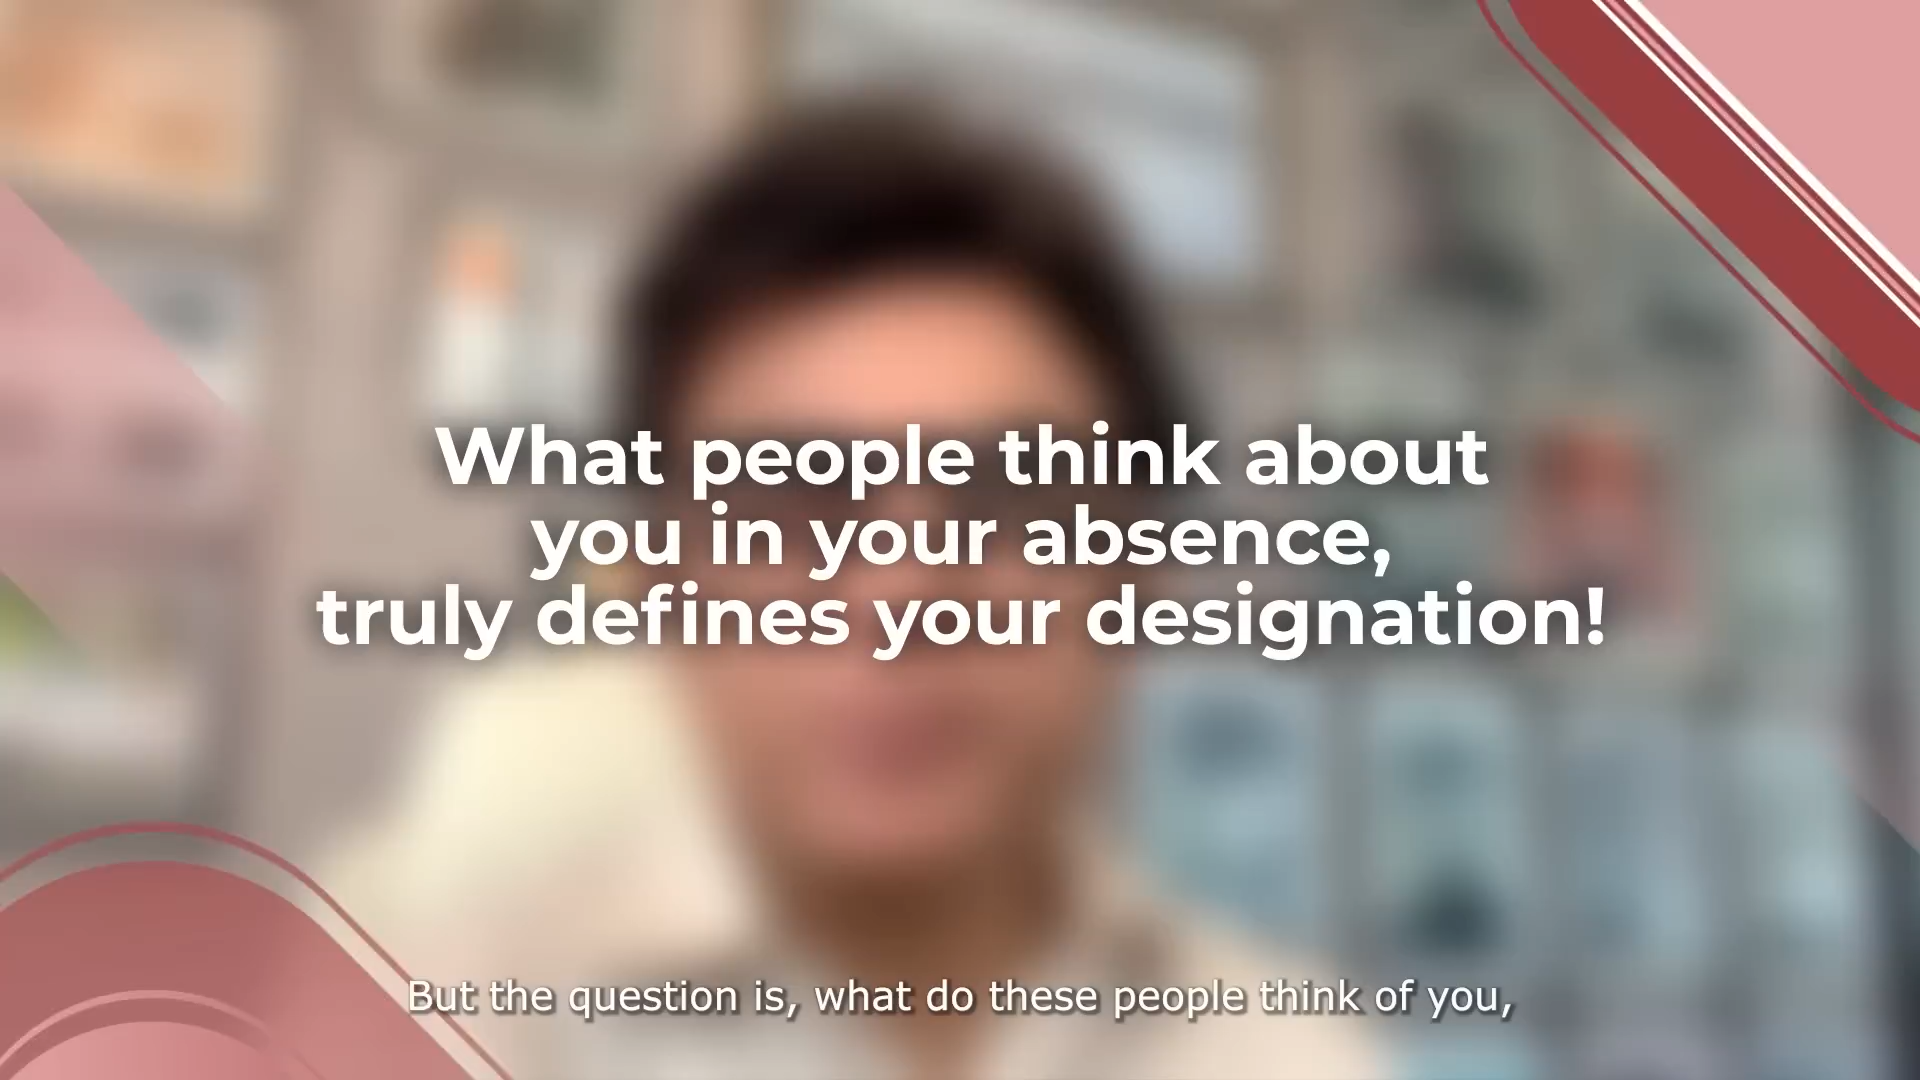 What people think about
you in your absence,
truly defines your designation!
But the question is, what do these people think of you,